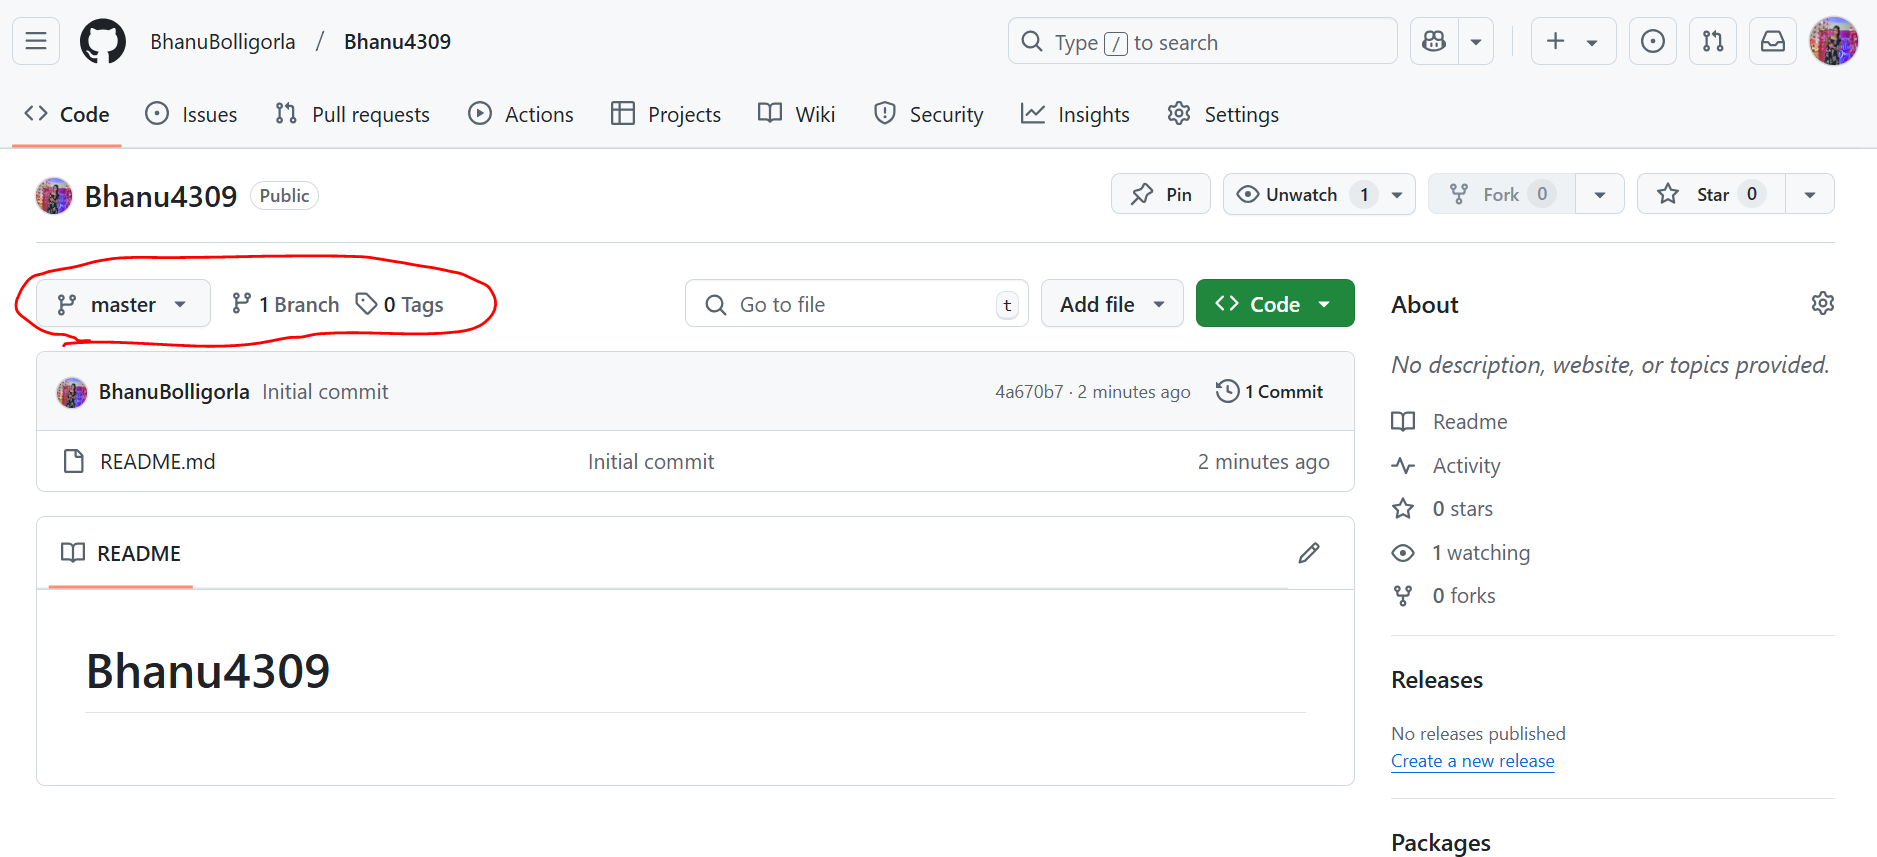 BhanuBolligorla / Bhanu4309
Type / to search
Code Issues Pull requests Actions Projects Wiki Security Insights Settings
Bhanu4309 Public
Pin Unwatch 1 Fork 0 Star 0
master 1 Branch 0 Tags
Go to file t Add file Code
BhanuBolligorla Initial commit 4a670b7 · 2 minutes ago 1 Commit
README.md Initial commit 2 minutes ago
README
Bhanu4309
About
No description, website, or topics provided.
Readme
Activity
0 stars
1 watching
0 forks
Releases
No releases published
Create a new release
Packages